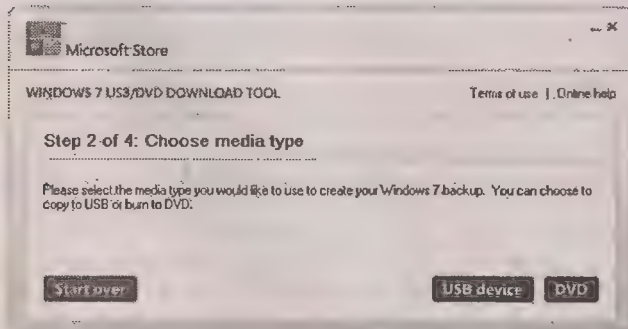 Microsoft Store
WINDOWS 7 USB/DVD DOWNLOAD TOOL
Terms of use | Online help
Step 2 of 4: Choose media type
Please select the media type you would like to use to create your Windows 7 backup. You can choose to
copy to USB or burn to DVD.
Start over
USB device
DVD